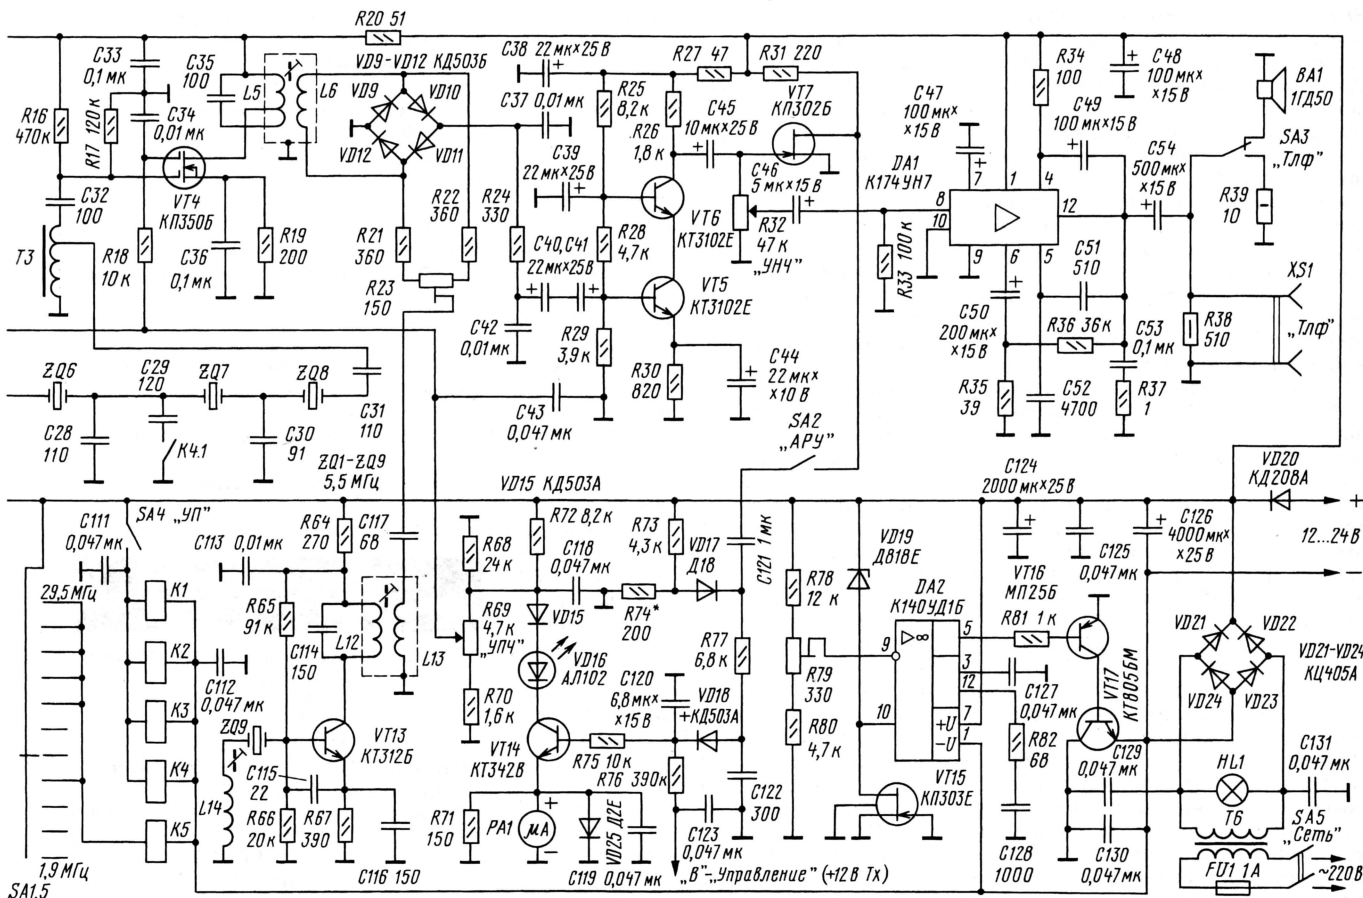 R20 51
C33
0,1 мк
C35
100
VD9-VD12 КД503Б
C38 22 мк×25 В
R27 47
R31 220
R34
100
C48
100 мк×
×15 В
BA1
1ГД50
R16
470к
R17 120 к
C34
0,01 мк
L5
L6
VD9
VD10
VD12
VD11
C37 0,01 мк
R25
8,2 к
R26
1,8 к
C45
10 мк×25 В
VT7
КП302Б
C47
100 мк×
×15 В
C49
100 мк×15 В
SA3
„Тлф"
C39
22 мк×25 В
C46
5 мк×15 В
DA1
К174УН7
C54
500 мк×
×15 В
R39
10
C32
100
VT4
КП350Б
R22
360
R24
330
VT6
КТ3102Е
7
1
4
8
10
12
9
6
5
T3
R18
10 к
C36
0,1 мк
R19
200
R21
360
C40, C41
22 мк×25 В
R28
4,7 к
R32
47 к
„УНЧ"
R33 100 к
C51
510
R23
150
VT5
КТ3102Е
C50
200 мк×
×15 В
R36 36 к
C53
0,1 мк
XS1
„Тлф"
R38
510
C42
0,01 мк
R29
3,9 к
R30
820
C44
22 мк×
×10 В
R35
39
C52
4700
R37
1
ZQ6
C29
120
ZQ7
ZQ8
C31
110
C43
0,047 мк
SA2
„АРУ"
C28
110
K4.1
C30
91
ZQ1-ZQ9
5,5 МГц
VD15 КД503А
C124
2000 мк×25 В
VD20
КД208А
+
12...24 В
−
C111
0,047 мк
SA4 „УП"
C113
0,01 мк
R64
270
C117
68
R68
24 к
R72 8,2 к
R73
4,3 к
C118
0,047 мк
VD17
Д18
C121 1 мк
VD19
Д818Е
C125
0,047 мк
C126
4000 мк×
×25 В
29,5 МГц
K1
R65
91 к
R69
4,7 к
„УПЧ"
VD15
R74*
200
R78
12 к
DA2
К140УД1Б
VT16
МП25Б
R81 1 к
K2
C114
150
L12
L13
VD16
АЛ102
R77
6,8 к
R79
330
9
∞
5
3
12
10
+U
-U
7
1
VD21
VD22
VD24
VD23
VD21-VD24
КЦ405А
C112
0,047 мк
K3
ZQ9
R70
1,6 к
C120
6,8 мк×
×15 В
VD18
КД503А
R80
4,7 к
C127
0,047 мк
VT17
КТ805БМ
K4
L14
VT13
КТ312Б
VT14
КТ342В
R75 10 к
R76 390к
R82
68
C129
0,047 мк
HL1
C131
0,047 мк
C115
22
VT15
КП303Е
K5
R66
20 к
R67
390
R71
150
PA1
+
μA
−
VD25 Д2Е
C122
300
C123
0,047 мк
C128
1000
C130
0,047 мк
T6
SA5
„Сеть"
FU1 1А
~220 В
1,9 МГц
SA1.5
C116 150
C119 0,047 мк
„В"-„Управление" (+12 В Тх)